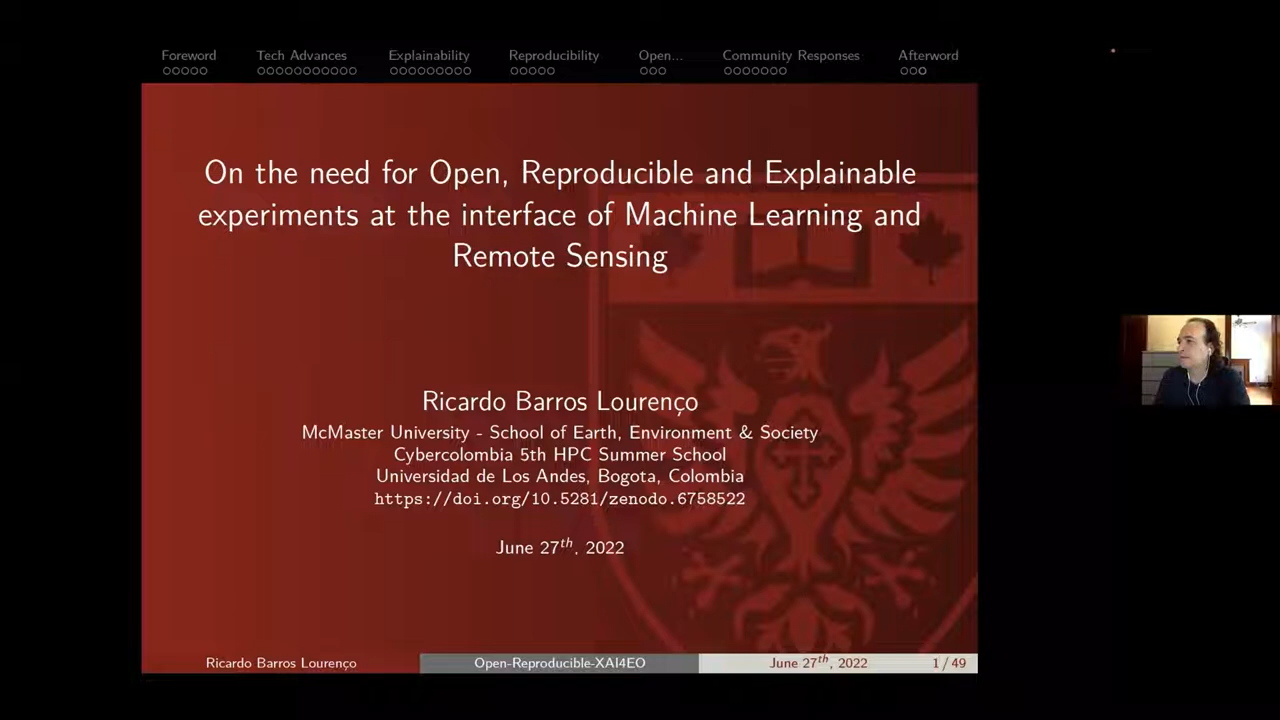 Foreword Tech Advances Explainability Reproducibility Open... Community Responses Afterword
On the need for Open, Reproducible and Explainable
experiments at the interface of Machine Learning and
Remote Sensing
Ricardo Barros Lourenço
McMaster University - School of Earth, Environment & Society
Cybercolombia 5th HPC Summer School
Universidad de Los Andes, Bogota, Colombia
https://doi.org/10.5281/zenodo.6758522
June 27th, 2022
Ricardo Barros Lourenço Open-Reproducible-XAI4EO June 27th, 2022 1 / 49